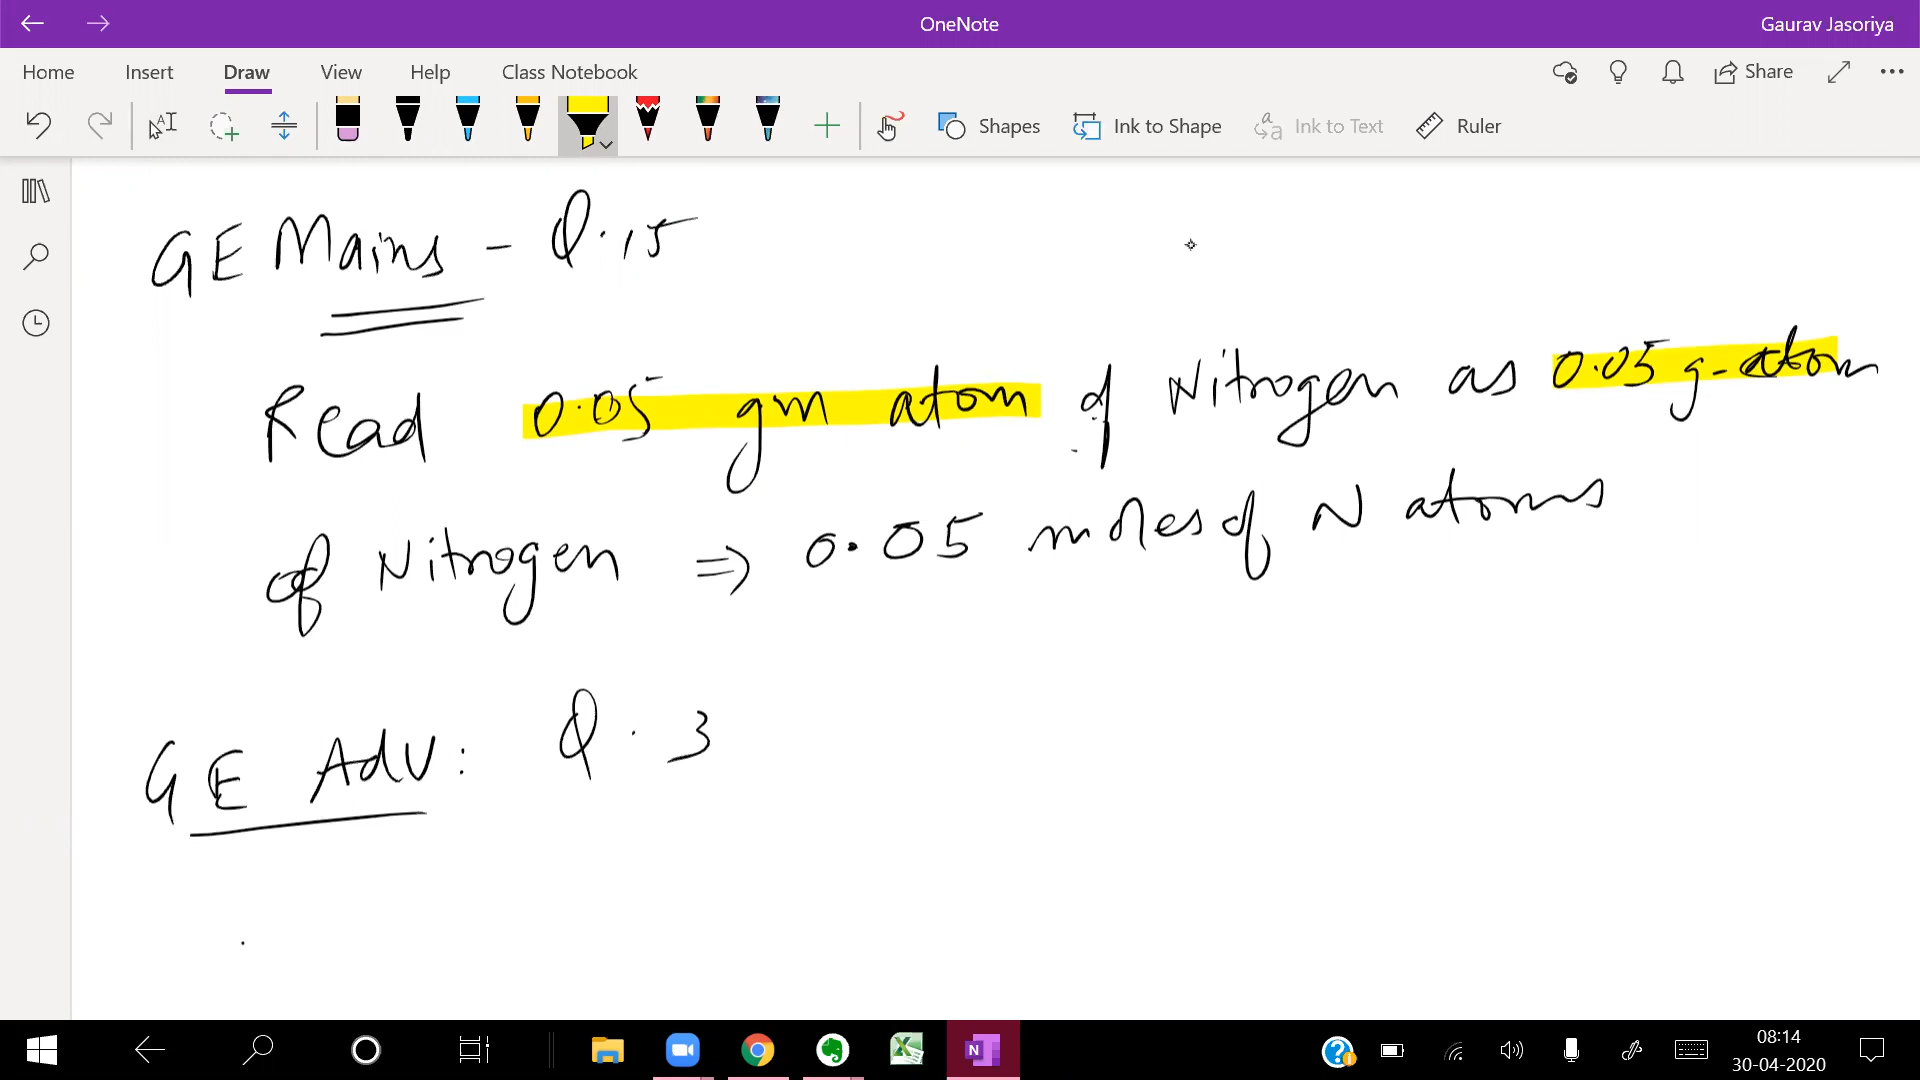 OneNote
Gaurav Jasoriya
Home Insert Draw View Help Class Notebook Share
Shapes Ink to Shape Ink to Text Ruler
GE Mains - Q.15
Read 0.05 gm atom of Nitrogen as 0.05 g-atom
of Nitrogen ⇒ 0.05 moles of N atoms
GE Adv: Q. 3
08:14
30-04-2020